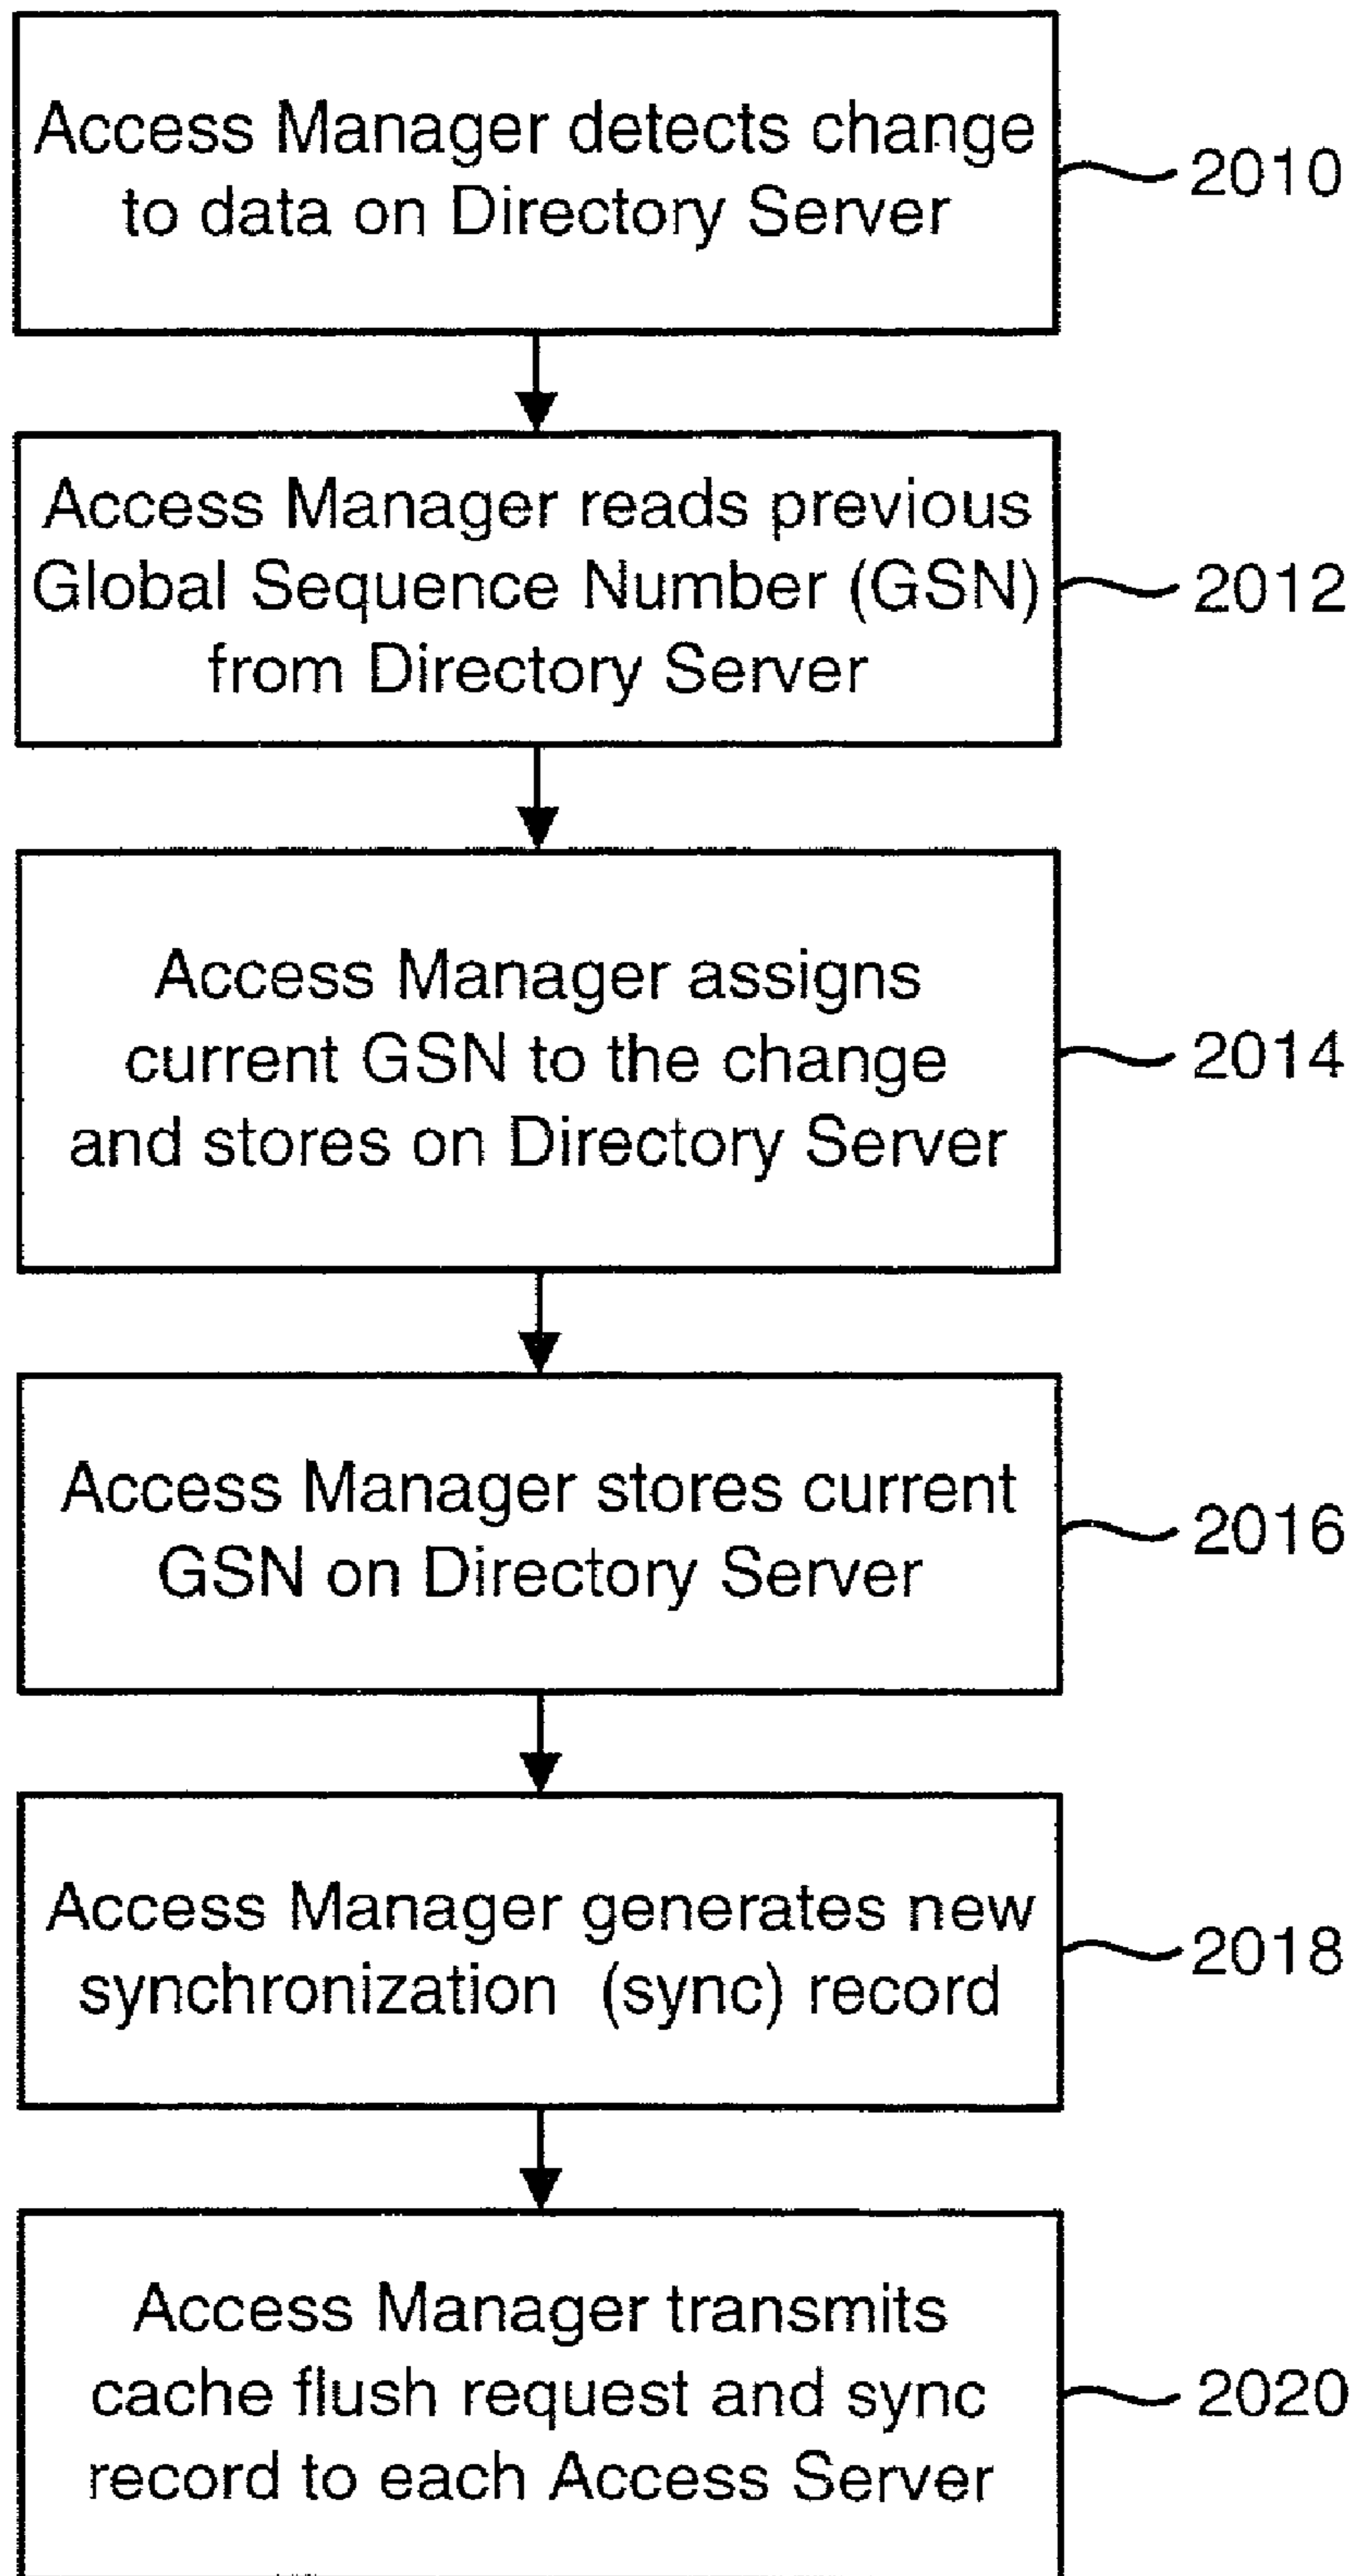 Access Manager detects change
to data on Directory Server
2010
Access Manager reads previous
Global Sequence Number (GSN)
from Directory Server
2012
Access Manager assigns
current GSN to the change
and stores on Directory Server
2014
Access Manager stores current
GSN on Directory Server
2016
Access Manager generates new
synchronization (sync) record
2018
Access Manager transmits
cache flush request and sync
record to each Access Server
2020